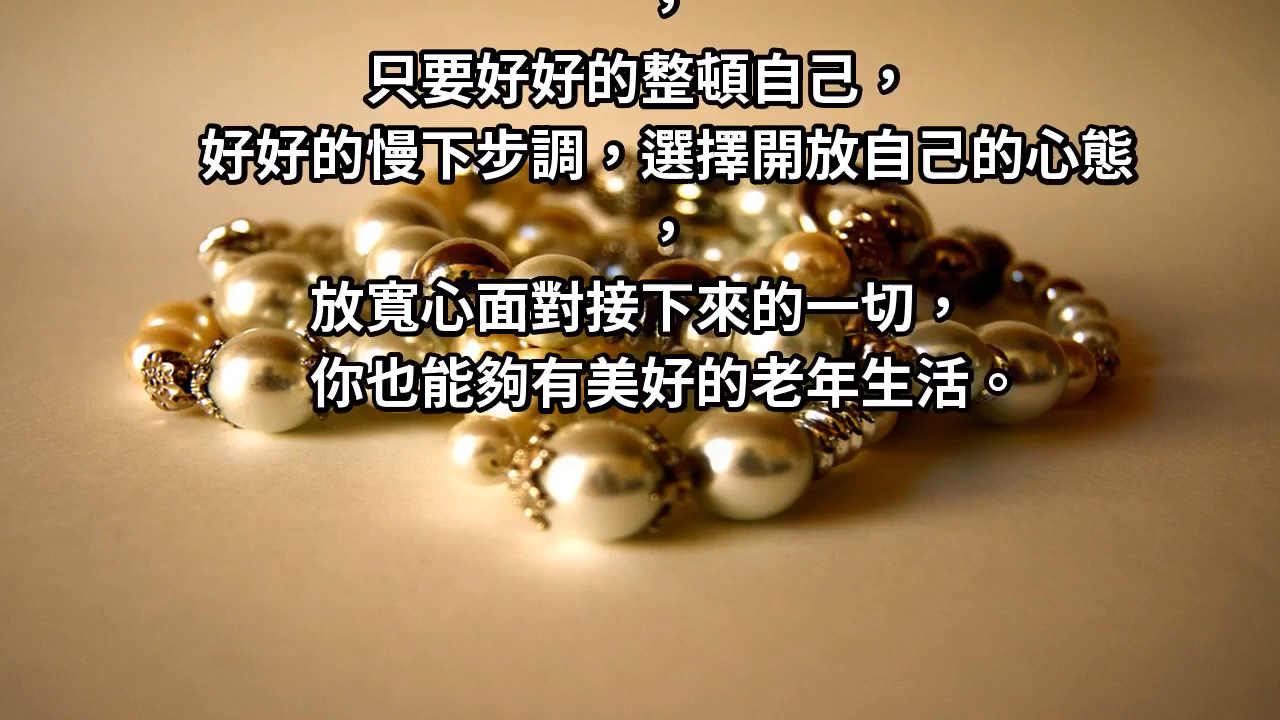 ，
只要好好的整頓自己，
好好的慢下步調，選擇開放自己的心態
，
放寬心面對接下來的一切，
你也能夠有美好的老年生活。